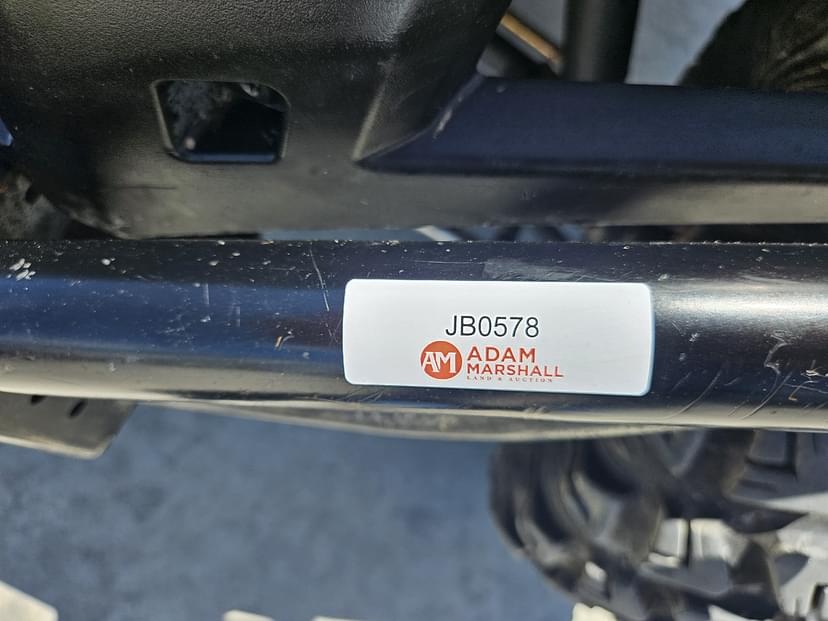 JB0578
AM
ADAM
MARSHALL
LAND & AUCTION